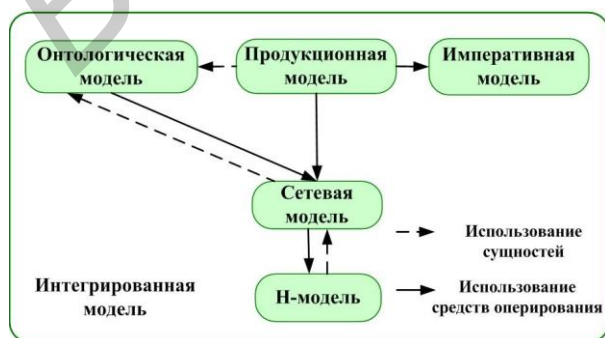 Онтологическая
модель
Продукционная
модель
Императивная
модель
Сетевая
модель
Н-модель
Интегрированная
модель
Использование
сущностей
Использование
средств оперирования